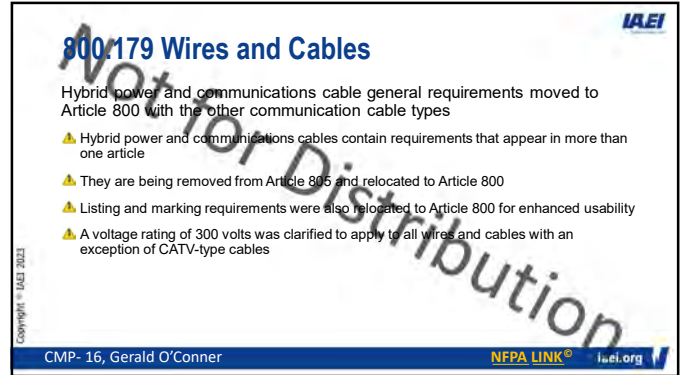 IAEI
800.179 Wires and Cables
Hybrid power and communications cable general requirements moved to
Article 800 with the other communication cable types
Hybrid power and communications cables contain requirements that appear in more than
one article
They are being removed from Article 805 and relocated to Article 800
Listing and marking requirements were also relocated to Article 800 for enhanced usability
A voltage rating of 300 volts was clarified to apply to all wires and cables with an
exception of CATV-type cables
Not for Distribution
Copyright © IAEI 2023
CMP- 16, Gerald O'Conner
NFPA LINK©
iaei.org